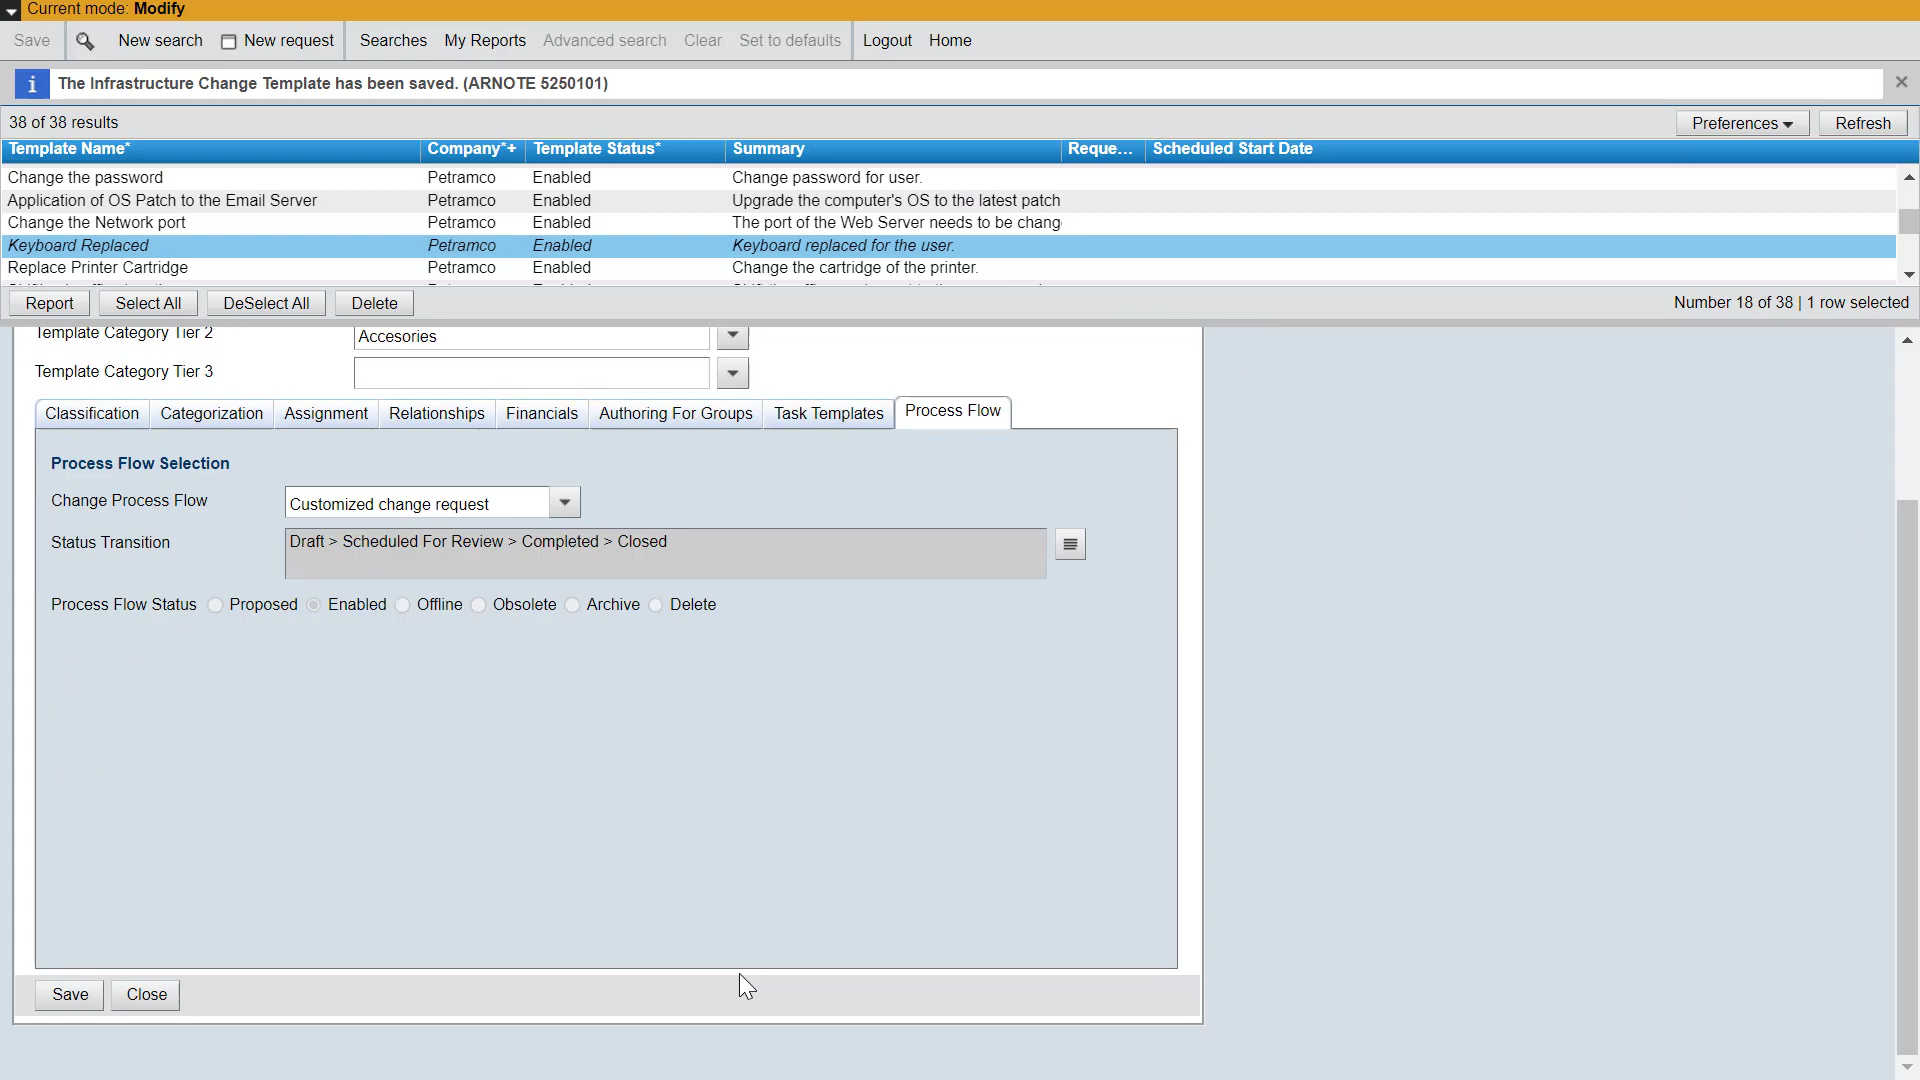 Current mode: Modify
Save New search New request Searches My Reports Advanced search Clear Set to defaults Logout Home
i The Infrastructure Change Template has been saved. (ARNOTE 5250101)
38 of 38 results Preferences Refresh
Template Name* Company*+ Template Status* Summary Reque... Scheduled Start Date
Change the password Petramco Enabled Change password for user.
Application of OS Patch to the Email Server Petramco Enabled Upgrade the computer's OS to the latest patch
Change the Network port Petramco Enabled The port of the Web Server needs to be chang
Keyboard Replaced Petramco Enabled Keyboard replaced for the user.
Replace Printer Cartridge Petramco Enabled Change the cartridge of the printer.
Report Select All DeSelect All Delete Number 18 of 38 | 1 row selected
Template Category Tier 2 Accesories
Template Category Tier 3
Classification Categorization Assignment Relationships Financials Authoring For Groups Task Templates Process Flow
Process Flow Selection
Change Process Flow Customized change request
Status Transition Draft > Scheduled For Review > Completed > Closed
Process Flow Status Proposed Enabled Offline Obsolete Archive Delete
Save Close